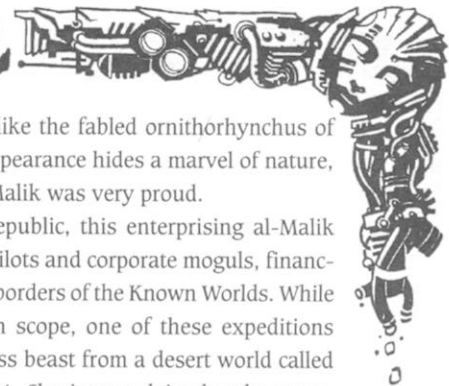 like the fabled ornithorhynchus of
pearance hides a marvel of nature,
Malik was very proud.
epublic, this enterprising al-Malik
ilots and corporate moguls, financ-
borders of the Known Worlds. While
n scope, one of these expeditions
ss beast from a desert world called